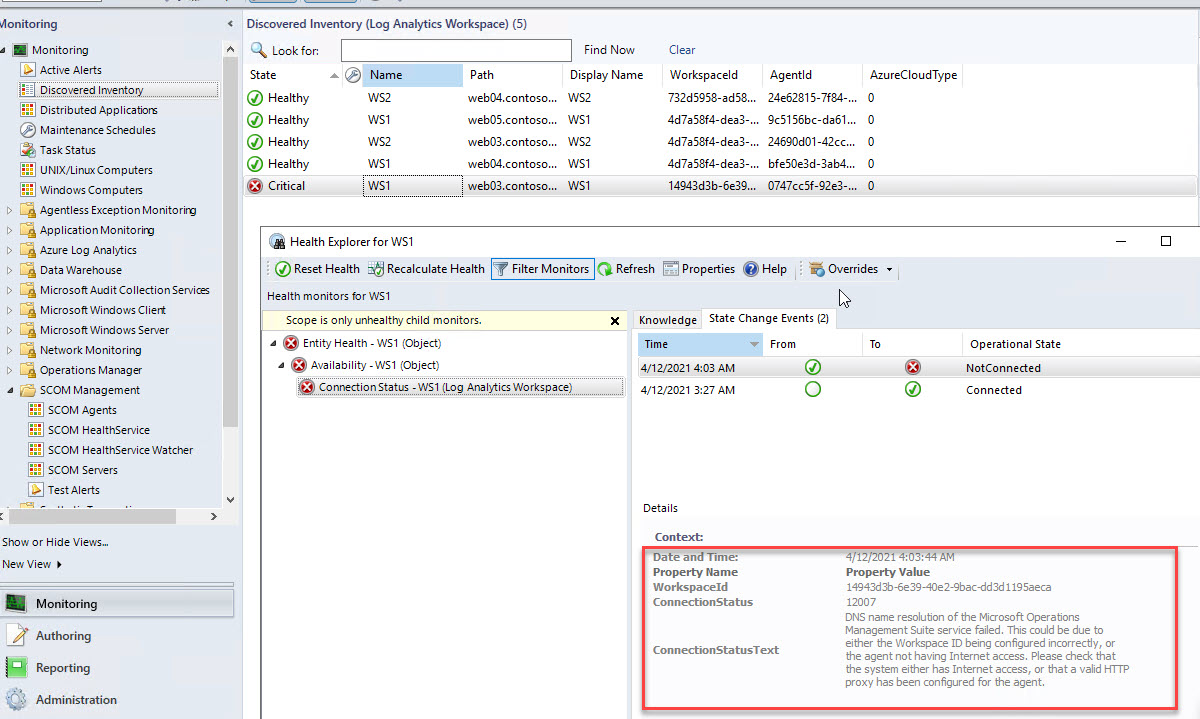 Monitoring
Discovered Inventory (Log Analytics Workspace) (5)
Monitoring
Active Alerts
Discovered Inventory
Distributed Applications
Maintenance Schedules
Task Status
UNIX/Linux Computers
Windows Computers
Agentless Exception Monitoring
Application Monitoring
Azure Log Analytics
Data Warehouse
Microsoft Audit Collection Services
Microsoft Windows Client
Microsoft Windows Server
Network Monitoring
Operations Manager
SCOM Management
SCOM Agents
SCOM HealthService
SCOM HealthService Watcher
SCOM Servers
Test Alerts
Show or Hide Views...
New View
Monitoring
Authoring
Reporting
Administration
Look for: Find Now Clear
State Name Path Display Name WorkspaceId AgentId AzureCloudType
Healthy WS2 web04.contoso... WS2 732d5958-ad58... 24e62815-7f84-... 0
Healthy WS1 web05.contoso... WS1 4d7a58f4-dea3-... 9c5156bc-da61... 0
Healthy WS2 web03.contoso... WS2 4d7a58f4-dea3-... 24690d01-42cc... 0
Healthy WS1 web04.contoso... WS1 4d7a58f4-dea3-... bfe50e3d-3ab4... 0
Critical WS1 web03.contoso... WS1 14943d3b-6e39... 0747cc5f-92e3-... 0
Health Explorer for WS1
Reset Health Recalculate Health Filter Monitors Refresh Properties Help Overrides
Health monitors for WS1
Scope is only unhealthy child monitors.
Entity Health - WS1 (Object)
Availability - WS1 (Object)
Connection Status - WS1 (Log Analytics Workspace)
Knowledge State Change Events (2)
Time From To Operational State
4/12/2021 4:03 AM NotConnected
4/12/2021 3:27 AM Connected
Details
Context:
Date and Time: 4/12/2021 4:03:44 AM
Property Name Property Value
WorkspaceId 14943d3b-6e39-40e2-9bac-dd3d1195aeca
ConnectionStatus 12007
ConnectionStatusText
DNS name resolution of the Microsoft Operations
Management Suite service failed. This could be due to
either the Workspace ID being configured incorrectly, or
the agent not having Internet access. Please check that
the system either has Internet access, or that a valid HTTP
proxy has been configured for the agent.